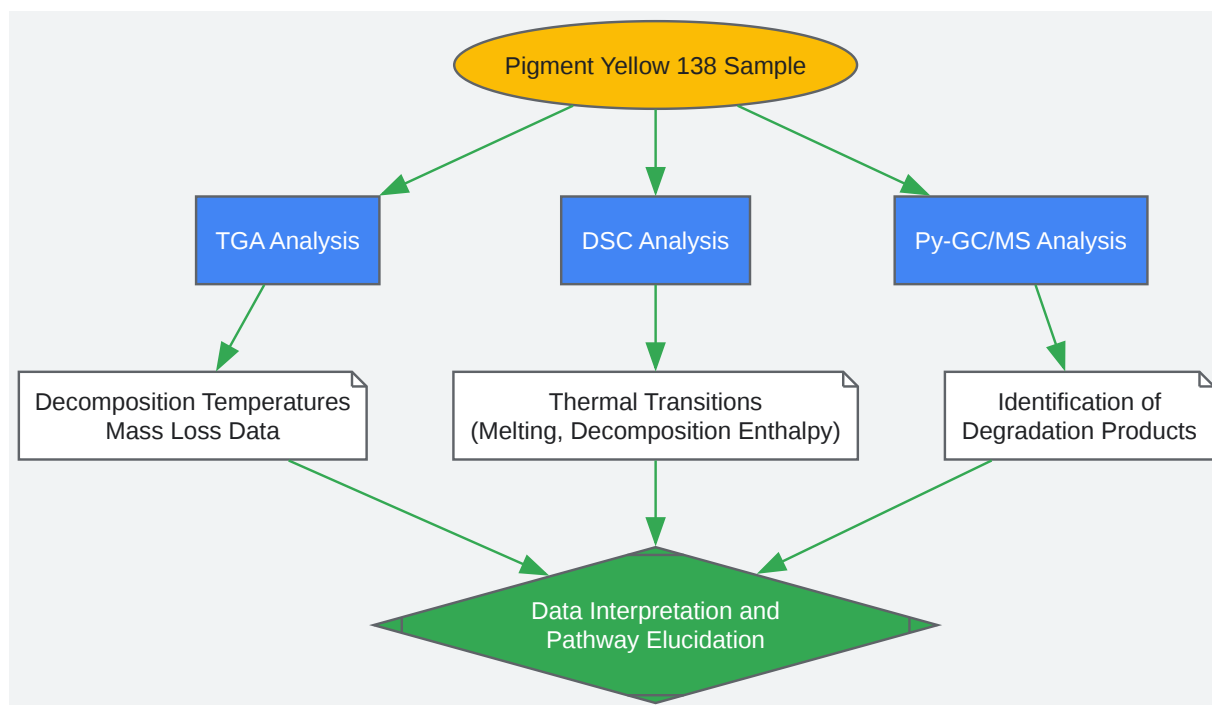 Pigment Yellow 138 Sample
TGA Analysis
DSC Analysis
Py-GC/MS Analysis
Decomposition Temperatures
Mass Loss Data
Thermal Transitions
(Melting, Decomposition Enthalpy)
Identification of
Degradation Products
Data Interpretation and
Pathway Elucidation